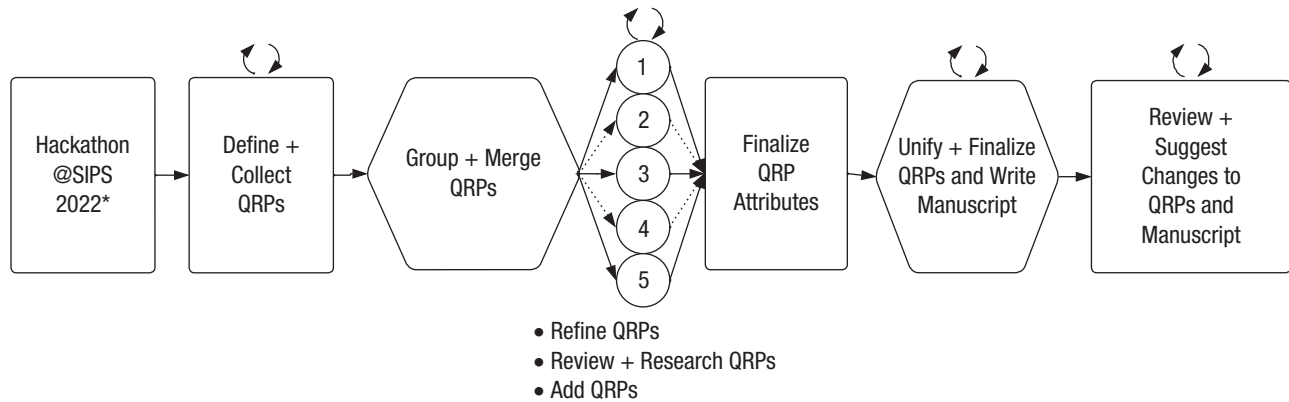 Hackathon
@SIPS
2022*
Define +
Collect
QRPs
Group + Merge
QRPs
1
2
3
4
5
• Refine QRPs
• Review + Research QRPs
• Add QRPs
Finalize
QRP
Attributes
Unify + Finalize
QRPs and Write
Manuscript
Review +
Suggest
Changes to
QRPs and
Manuscript